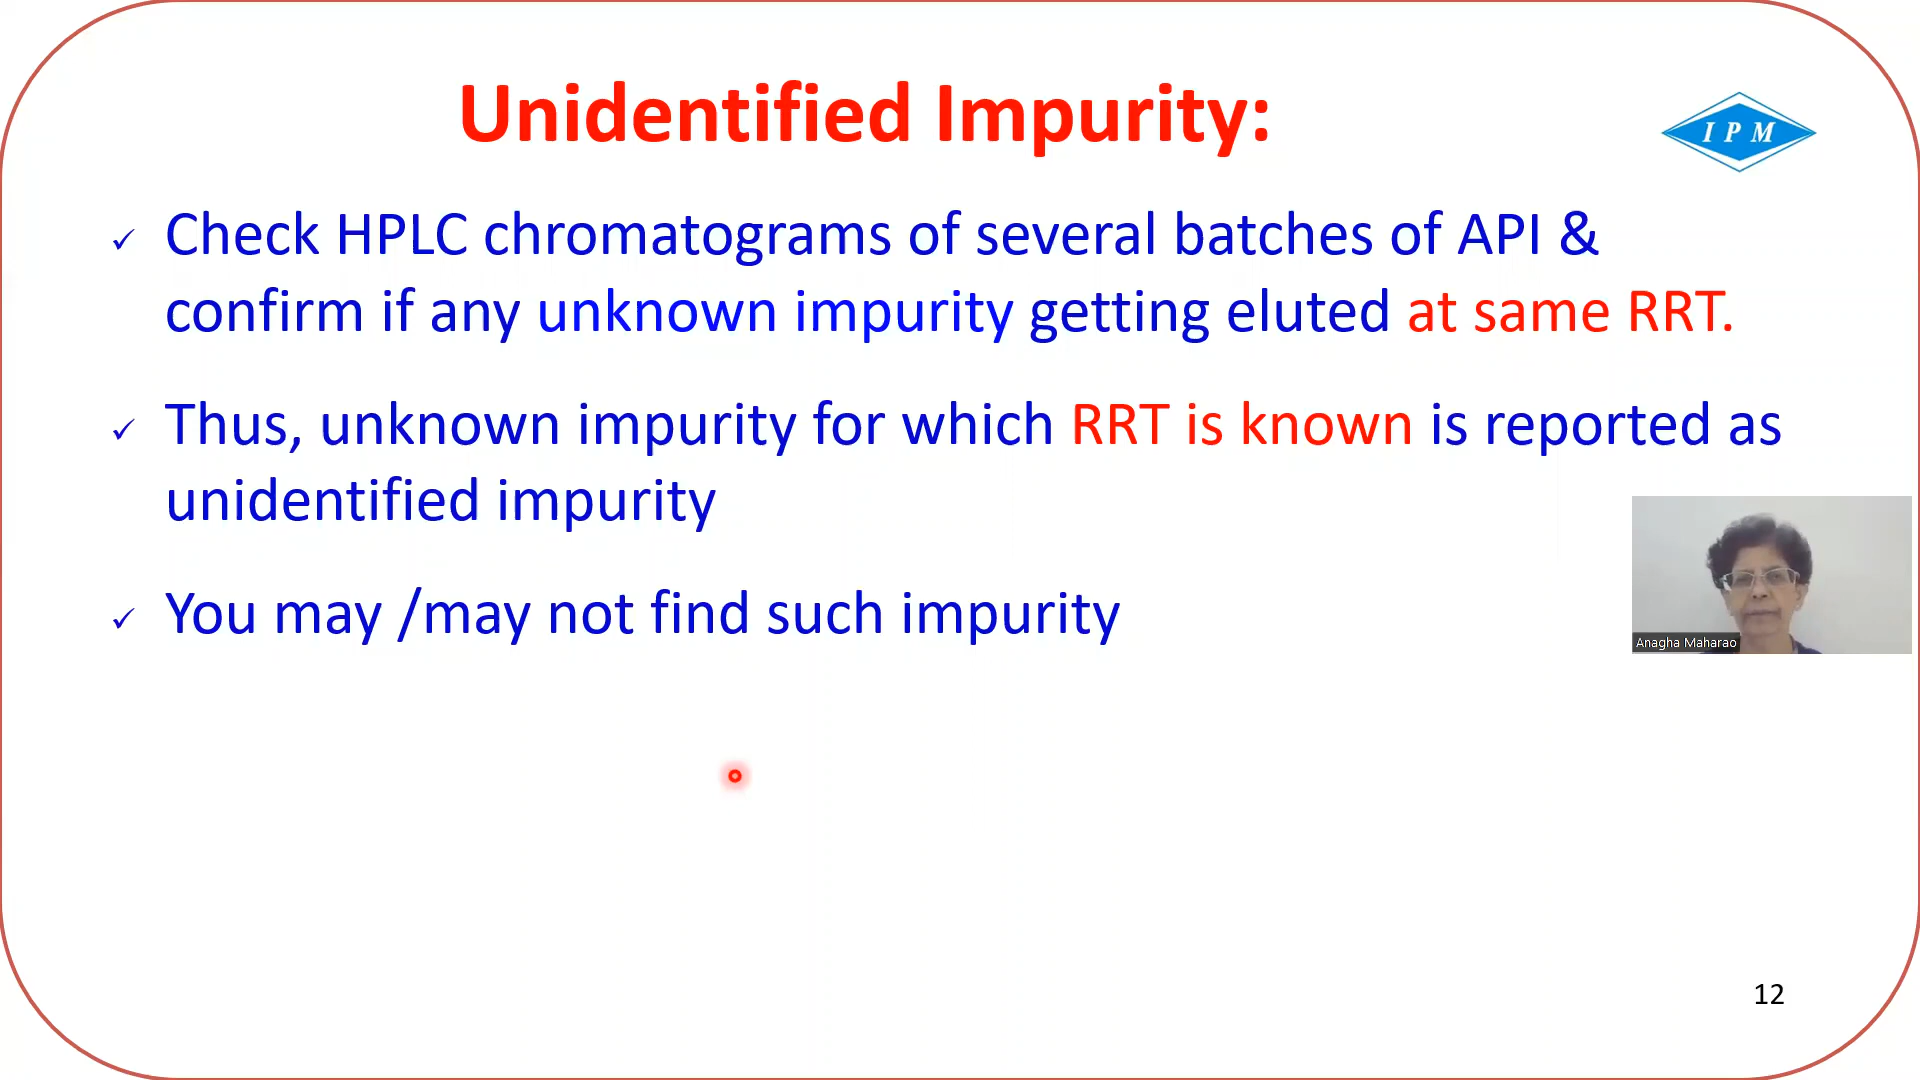 Unidentified Impurity:
I P M
✓ Check HPLC chromatograms of several batches of API &
confirm if any unknown impurity getting eluted at same RRT.
✓ Thus, unknown impurity for which RRT is known is reported as
unidentified impurity
✓ You may /may not find such impurity
Anagha Maharao
12